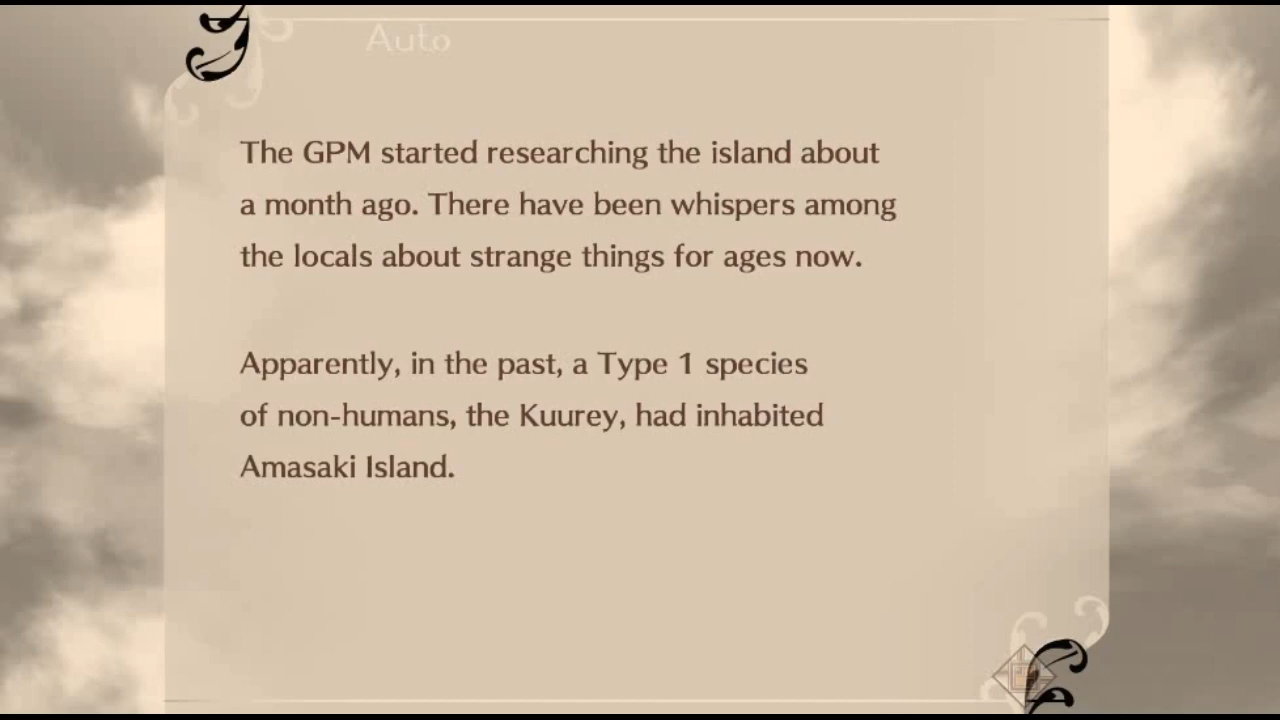 Auto
The GPM started researching the island about
a month ago. There have been whispers among
the locals about strange things for ages now.
Apparently, in the past, a Type 1 species
of non-humans, the Kuurey, had inhabited
Amasaki Island.